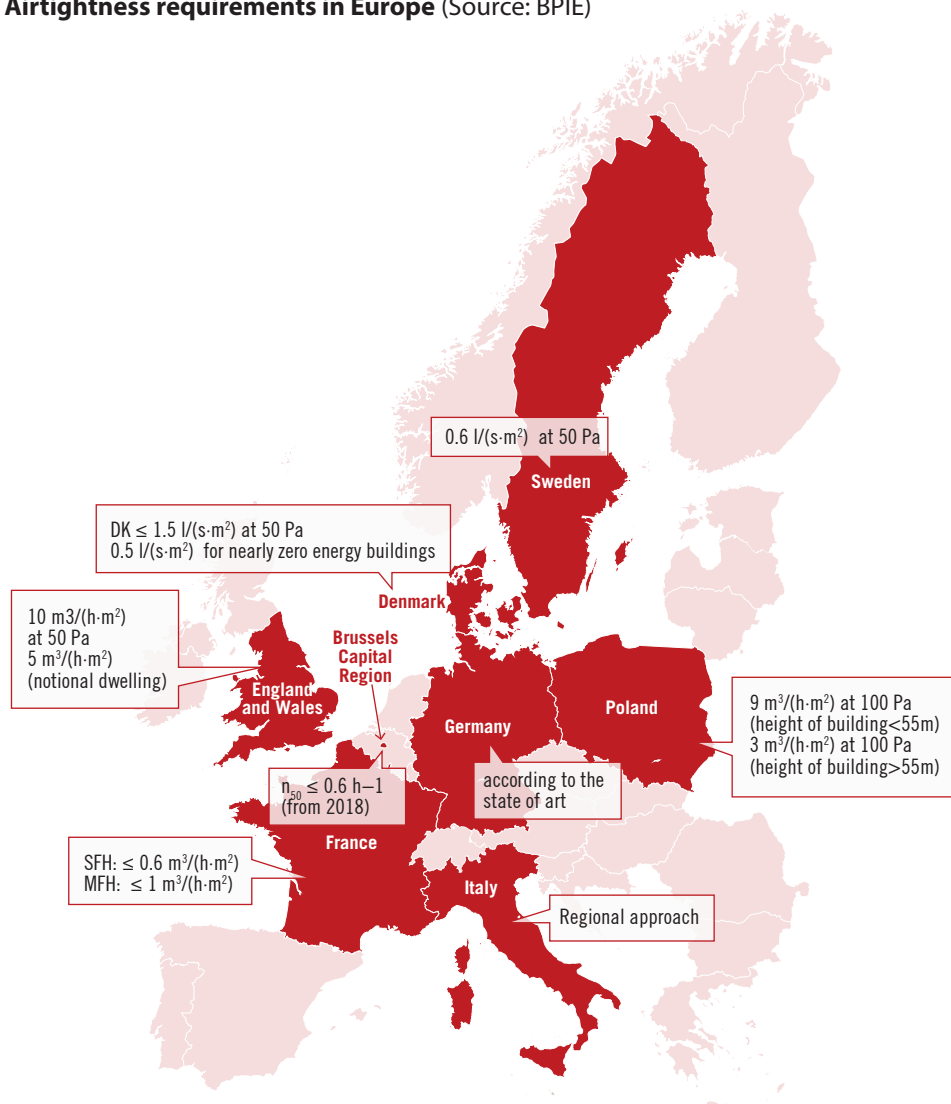 Airtightness requirements in Europe (Source: BPIE)
0.6 l/(s·m²) at 50 Pa
Sweden
DK ≤ 1.5 l/(s·m²) at 50 Pa
0.5 l/(s·m²) for nearly zero energy buildings
Denmark
10 m3/(h·m²)
at 50 Pa
5 m³/(h·m²)
(notional dwelling)
England
and Wales
Brussels
Capital
Region
Germany
Poland
9 m³/(h·m²) at 100 Pa
(height of building<55m)
3 m³/(h·m²) at 100 Pa
(height of building>55m)
n₅₀ ≤ 0.6 h–1
(from 2018)
according to the
state of art
France
SFH: ≤ 0.6 m³/(h·m²)
MFH: ≤ 1 m³/(h·m²)
Italy
Regional approach